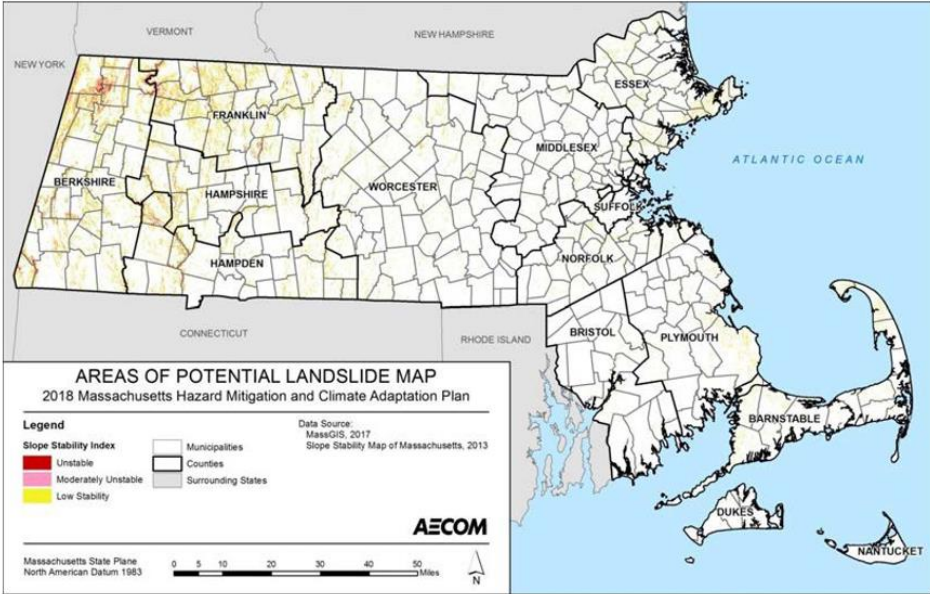 VERMONT
NEW HAMPSHIRE
NEW YORK
ESSEX
FRANKLIN
MIDDLESEX
ATLANTIC OCEAN
BERKSHIRE
HAMPSHIRE
WORCESTER
SUFFOLK
HAMPDEN
NORFOLK
CONNECTICUT
RHODE ISLAND
BRISTOL
PLYMOUTH
BARNSTABLE
DUKES
NANTUCKET
AREAS OF POTENTIAL LANDSLIDE MAP
2018 Massachusetts Hazard Mitigation and Climate Adaptation Plan
Legend
Slope Stability Index
Unstable
Moderately Unstable
Low Stability
Municipalities
Counties
Surrounding States
Data Source:
MassGIS, 2017
Slope Stability Map of Massachusetts, 2013
AECOM
Massachusetts State Plane
North American Datum 1983
0 5 10 20 30 40 50
Miles
N